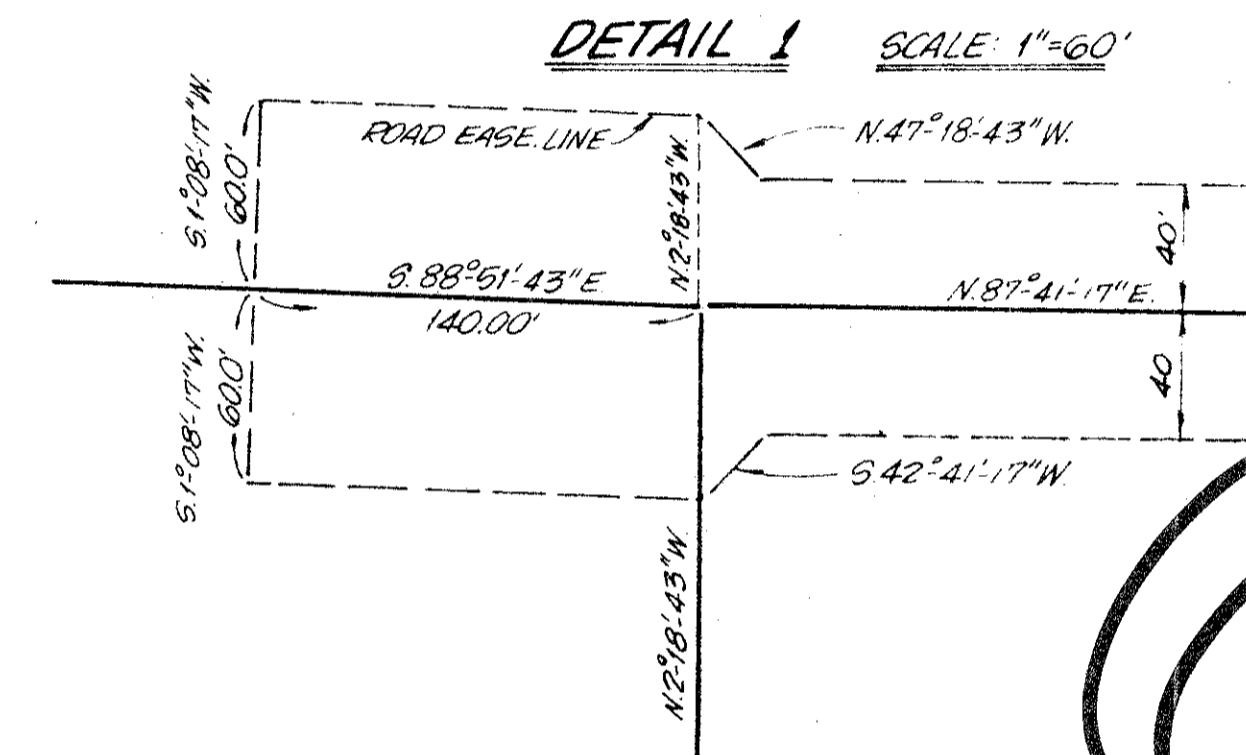 DETAIL 1 SCALE: 1"=60'
S.1°-08'-17"W.
60.0'
ROAD EASE. LINE
N.2°-18'-43"W.
N.47°-18'-43"W.
S.88°-51'-43"E.
140.00'
N.87°-41'-17"E.
40'
S.1°-08'-17"W.
60.0'
40
S.42°-41'-17"W.
N.2°-18'-43"W.